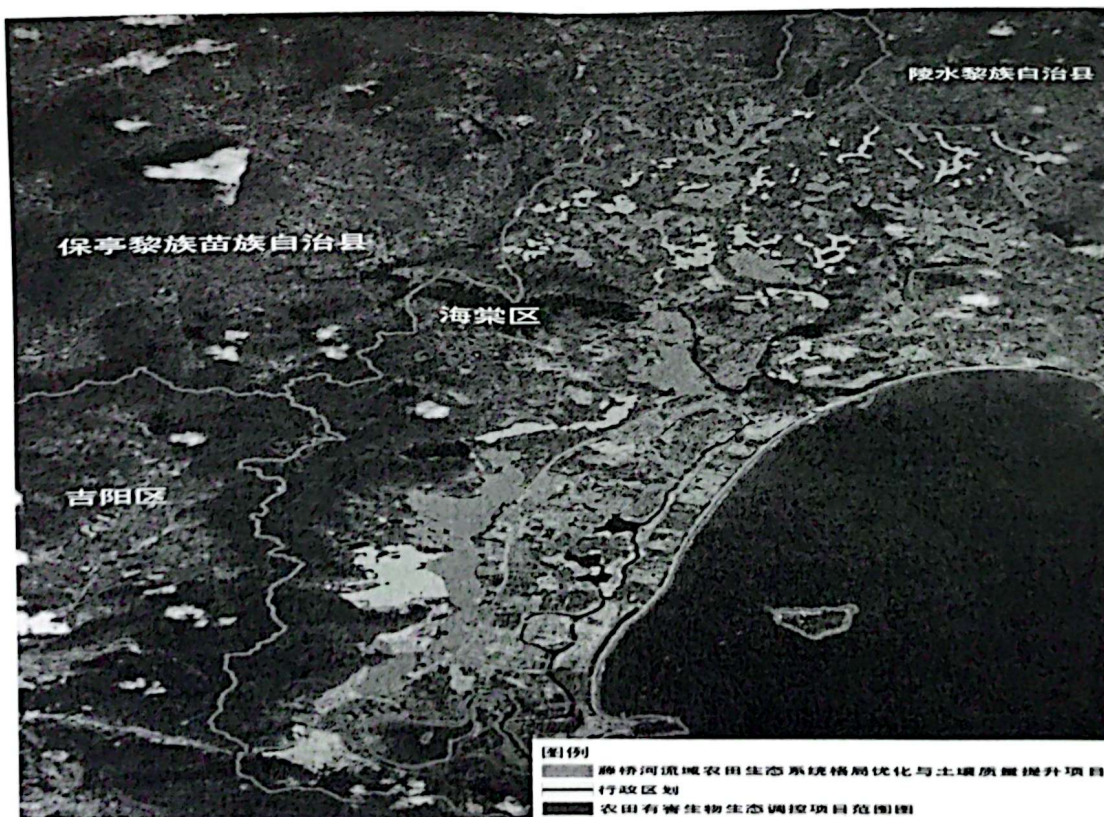 陵水黎族自治县
保亭黎族苗族自治县
海棠区
吉阳区
图例
藤桥河流域农田生态系统格局优化与土壤质量提升项目
行政区划
农田有害生物生态调控项目范围图